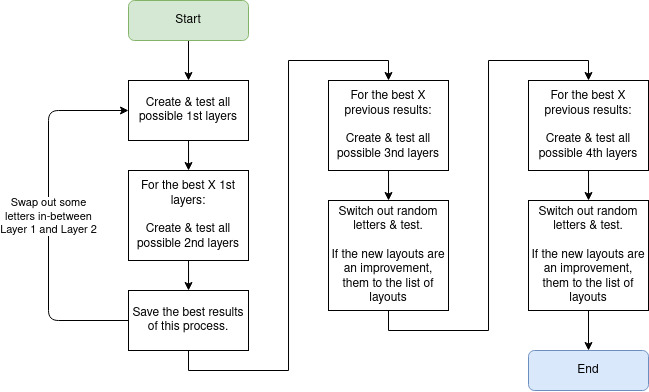 Start
Create & test all
possible 1st layers
For the best X 1st
layers:
Create & test all
possible 2nd layers
Save the best results
of this process.
Swap out some
letters in-between
Layer 1 and Layer 2
For the best X
previous results:
Create & test all
possible 3nd layers
Switch out random
letters & test.
If the new layouts are
an improvement,
them to the list of
layouts
For the best X
previous results:
Create & test all
possible 4th layers
Switch out random
letters & test.
If the new layouts are
an improvement,
them to the list of
layouts
End